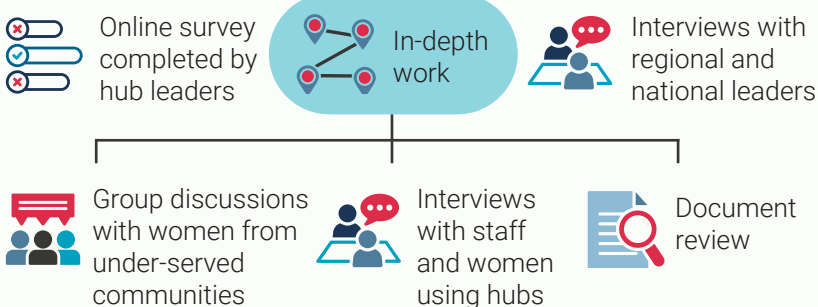 Online survey
completed by
hub leaders
In-depth
work
Interviews with
regional and
national leaders
Group discussions
with women from
under-served
communities
Interviews
with staff
and women
using hubs
Document
review